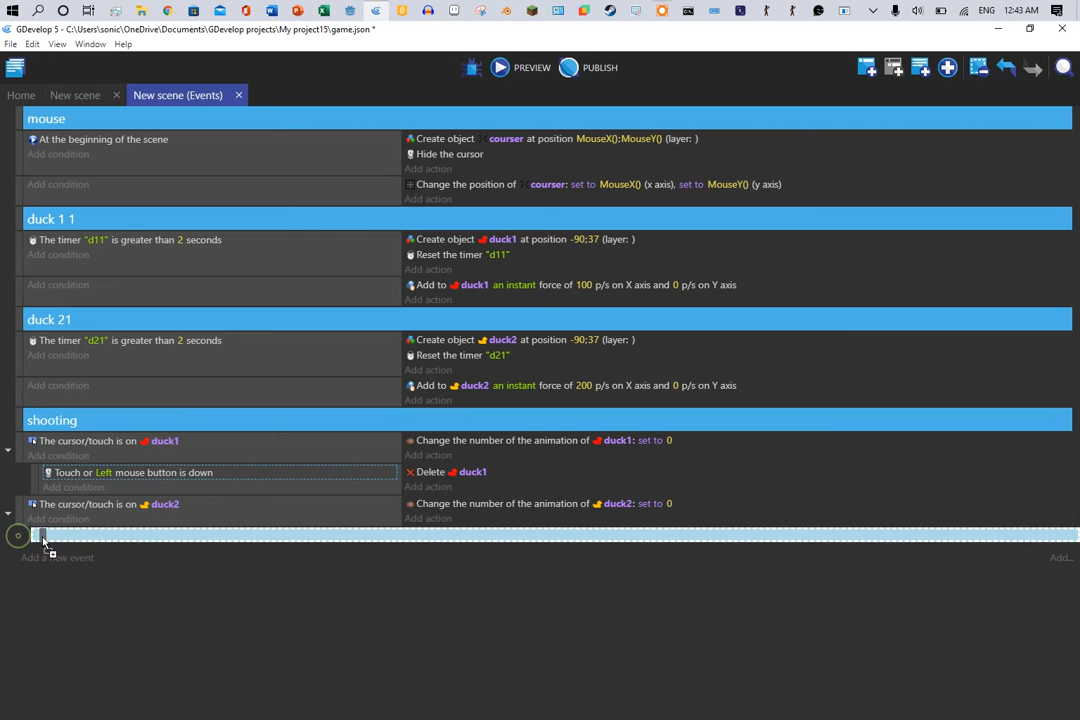 ENG 12:43 AM
GDevelop 5 - C:\Users\sonic\OneDrive\Documents\GDevelop projects\My project15\game.json *
File Edit View Window Help
PREVIEW PUBLISH
Home New scene New scene (Events)
mouse
At the beginning of the scene Create object courser at position MouseX();MouseY() (layer: )
Add condition Hide the cursor
Add action
Add condition Change the position of courser: set to MouseX() (x axis), set to MouseY() (y axis)
Add action
duck 1 1
The timer "d11" is greater than 2 seconds Create object duck1 at position -90;37 (layer: )
Add condition Reset the timer "d11"
Add action
Add condition Add to duck1 an instant force of 100 p/s on X axis and 0 p/s on Y axis
Add action
duck 21
The timer "d21" is greater than 2 seconds Create object duck2 at position -90;37 (layer: )
Add condition Reset the timer "d21"
Add action
Add condition Add to duck2 an instant force of 200 p/s on X axis and 0 p/s on Y axis
Add action
shooting
The cursor/touch is on duck1 Change the number of the animation of duck1: set to 0
Add condition Add action
Touch or Left mouse button is down Delete duck1
Add condition Add action
The cursor/touch is on duck2 Change the number of the animation of duck2: set to 0
Add condition Add action
Add a new event Add...